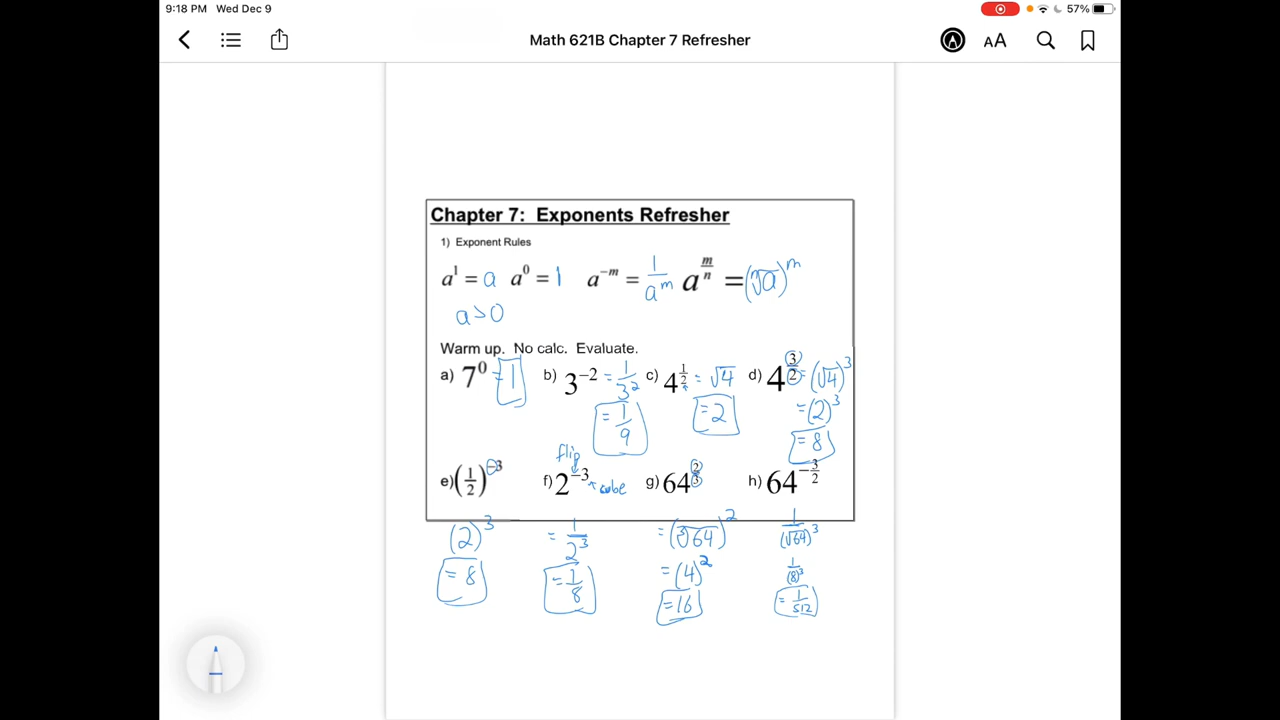 9:18 PM Wed Dec 9 57%
Math 621B Chapter 7 Refresher AA
Chapter 7: Exponents Refresher
1) Exponent Rules
a¹ = a a⁰ = 1 a⁻ᵐ = 1/aᵐ a^(m/n) = (ⁿ√a)ᵐ
a > 0
Warm up. No calc. Evaluate.
a) 7⁰ = 1 b) 3⁻² = 1/3² c) 4^(1/2) = √4 d) 4^(3/2) = (√4)³
= 1/9 = 2 = (2)³
= 8
flip
e) (1/2)⁻³ f) 2⁻³ cube g) 64^(2/3) h) 64^(-3/2)
(2)³ = 1/2³ = (³√64)² 1/(√64)³
= 8 = 1/8 = (4)² 1/(8)³
= 16 = 1/512